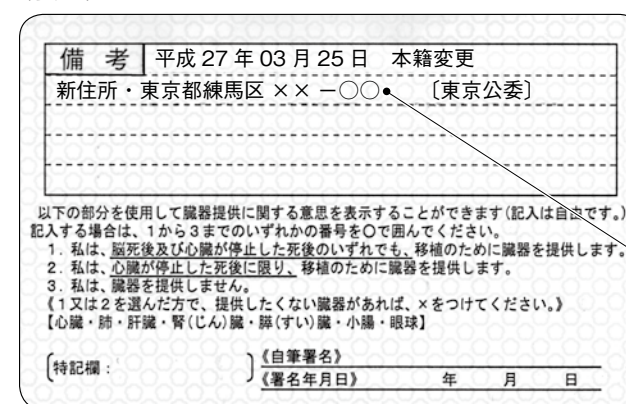 備考 平成27年03月25日 本籍変更
新住所・東京都練馬区××－○○ 〔東京公委〕
以下の部分を使用して臓器提供に関する意思を表示することができます(記入は自由です。)
記入する場合は、1から3までのいずれかの番号を〇で囲んでください。
1. 私は、脳死後及び心臓が停止した死後のいずれでも、移植のために臓器を提供します。
2. 私は、心臓が停止した死後に限り、移植のために臓器を提供します。
3. 私は、臓器を提供しません。
《1又は2を選んだ方で、提供したくない臓器があれば、×をつけてください。》
【心臓・肺・肝臓・腎(じん)臓・膵(すい)臓・小腸・眼球】
〔特記欄： 〕
《自筆署名》
《署名年月日》 年 月 日